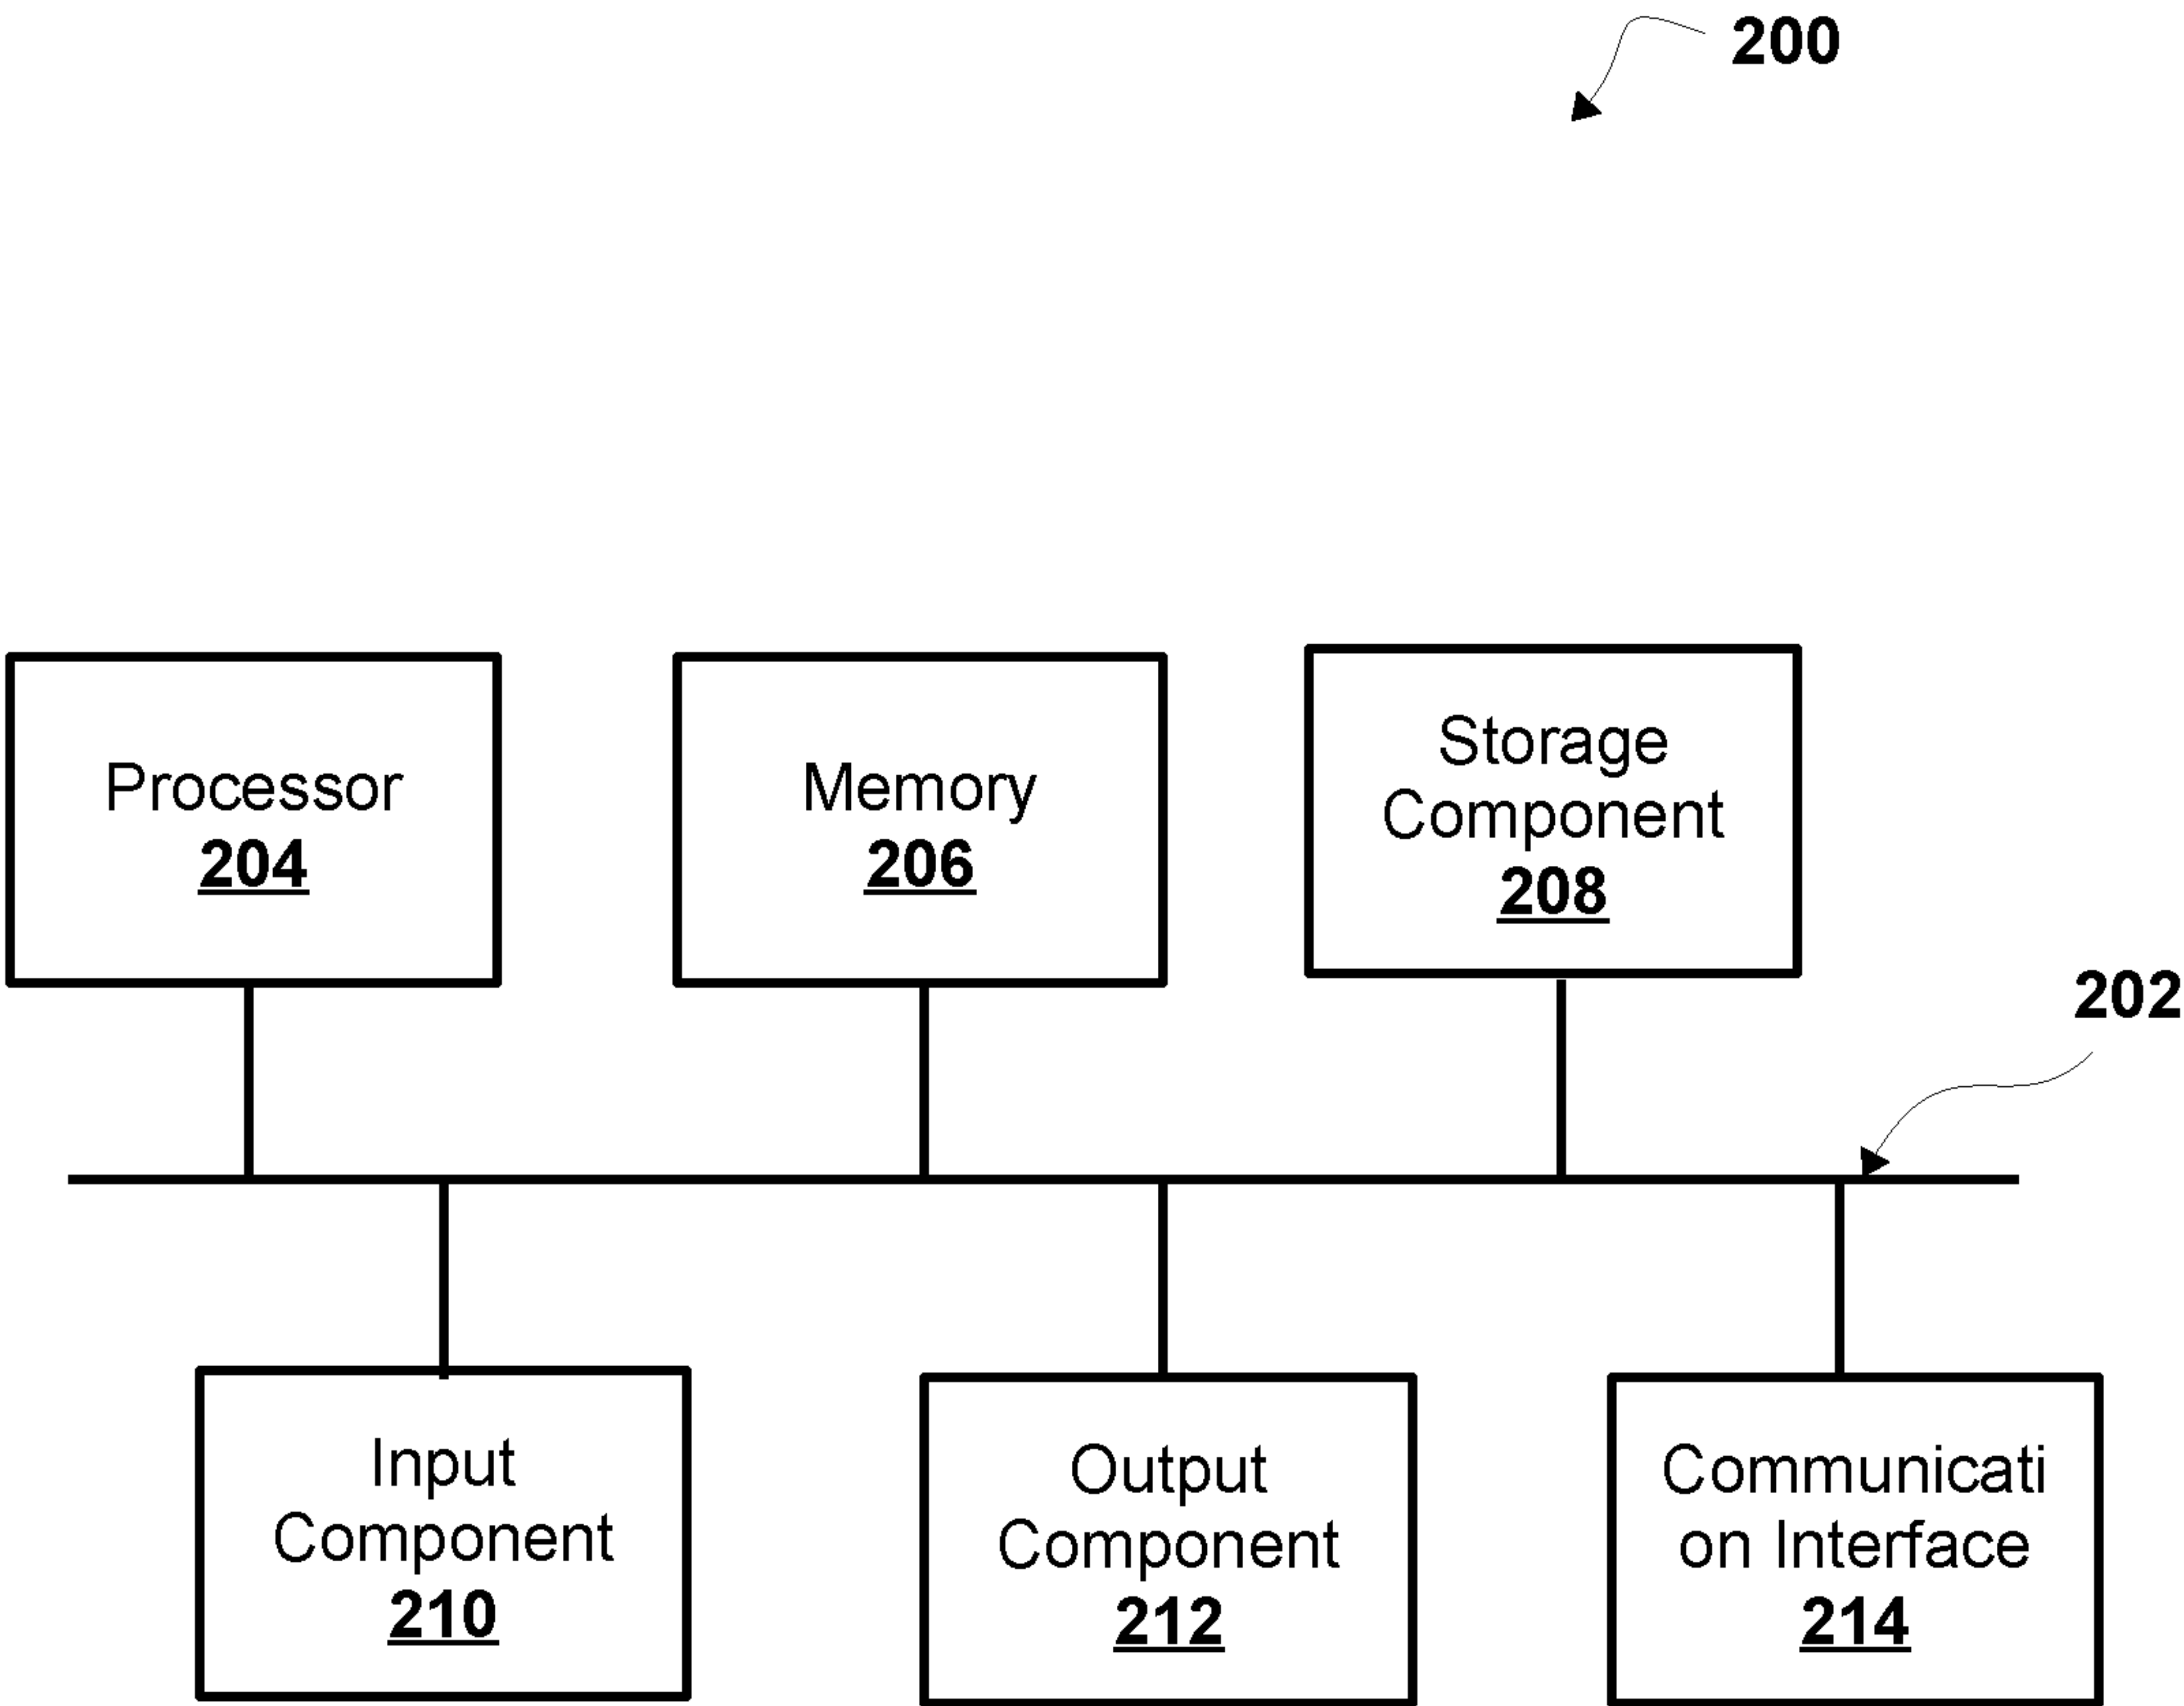 200
Processor
204
Memory
206
Storage
Component
208
202
Input
Component
210
Output
Component
212
Communicati
on Interface
214